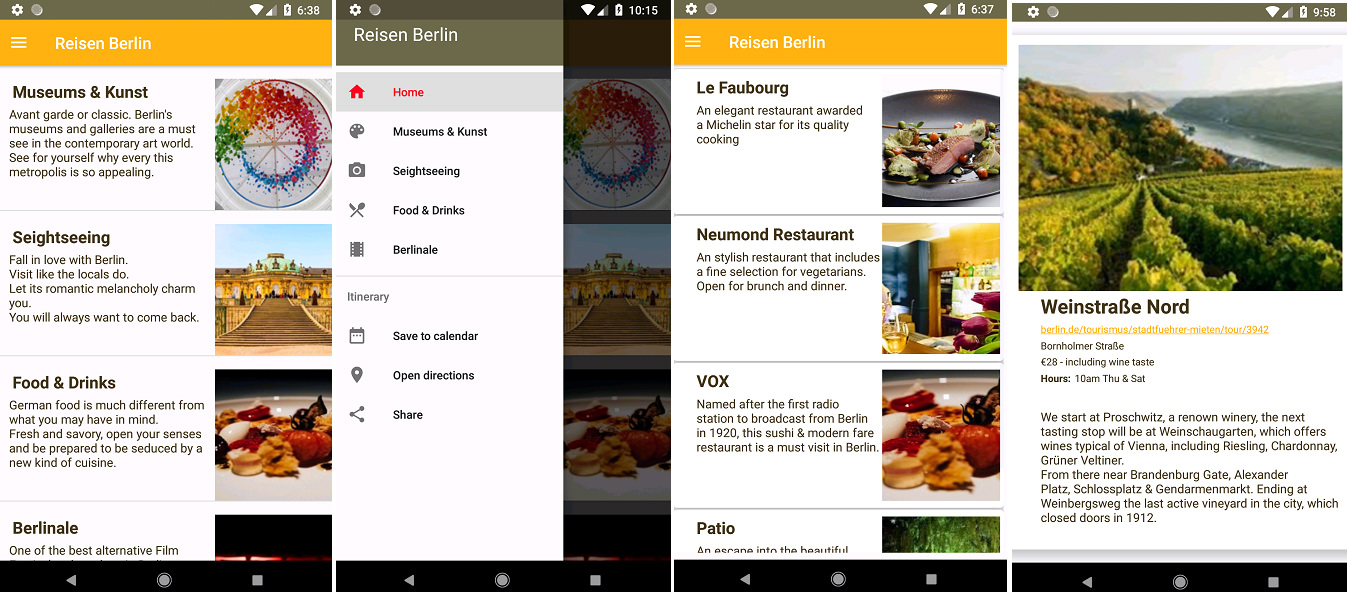 6:38
Reisen Berlin
Museums & Kunst
Avant garde or classic. Berlin's
museums and galleries are a must
see in the contemporary art world.
See for yourself why every this
metropolis is so appealing.
Seightseeing
Fall in love with Berlin.
Visit like the locals do.
Let its romantic melancholy charm
you.
You will always want to come back.
Food & Drinks
German food is much different from
what you may have in mind.
Fresh and savory, open your senses
and be prepared to be seduced by a
new kind of cuisine.
Berlinale
One of the best alternative Film
10:15
Reisen Berlin
Home
Museums & Kunst
Seightseeing
Food & Drinks
Berlinale
Itinerary
Save to calendar
Open directions
Share
6:37
Reisen Berlin
Le Faubourg
An elegant restaurant awarded
a Michelin star for its quality
cooking
Neumond Restaurant
An stylish restaurant that includes
a fine selection for vegetarians.
Open for brunch and dinner.
VOX
Named after the first radio
station to broadcast from Berlin
in 1920, this sushi & modern fare
restaurant is a must visit in Berlin.
Patio
An escape into the beautiful
9:58
Weinstraße Nord
berlin.de/tourismus/stadtfuehrer-mieten/tour/3942
Bornholmer Straße
€28 - including wine taste
Hours: 10am Thu & Sat
We start at Proschwitz, a renown winery, the next
tasting stop will be at Weinschaugarten, which offers
wines typical of Vienna, including Riesling, Chardonnay,
Grüner Veltiner.
From there near Brandenburg Gate, Alexander
Platz, Schlossplatz & Gendarmenmarkt. Ending at
Weinbergsweg the last active vineyard in the city, which
closed doors in 1912.